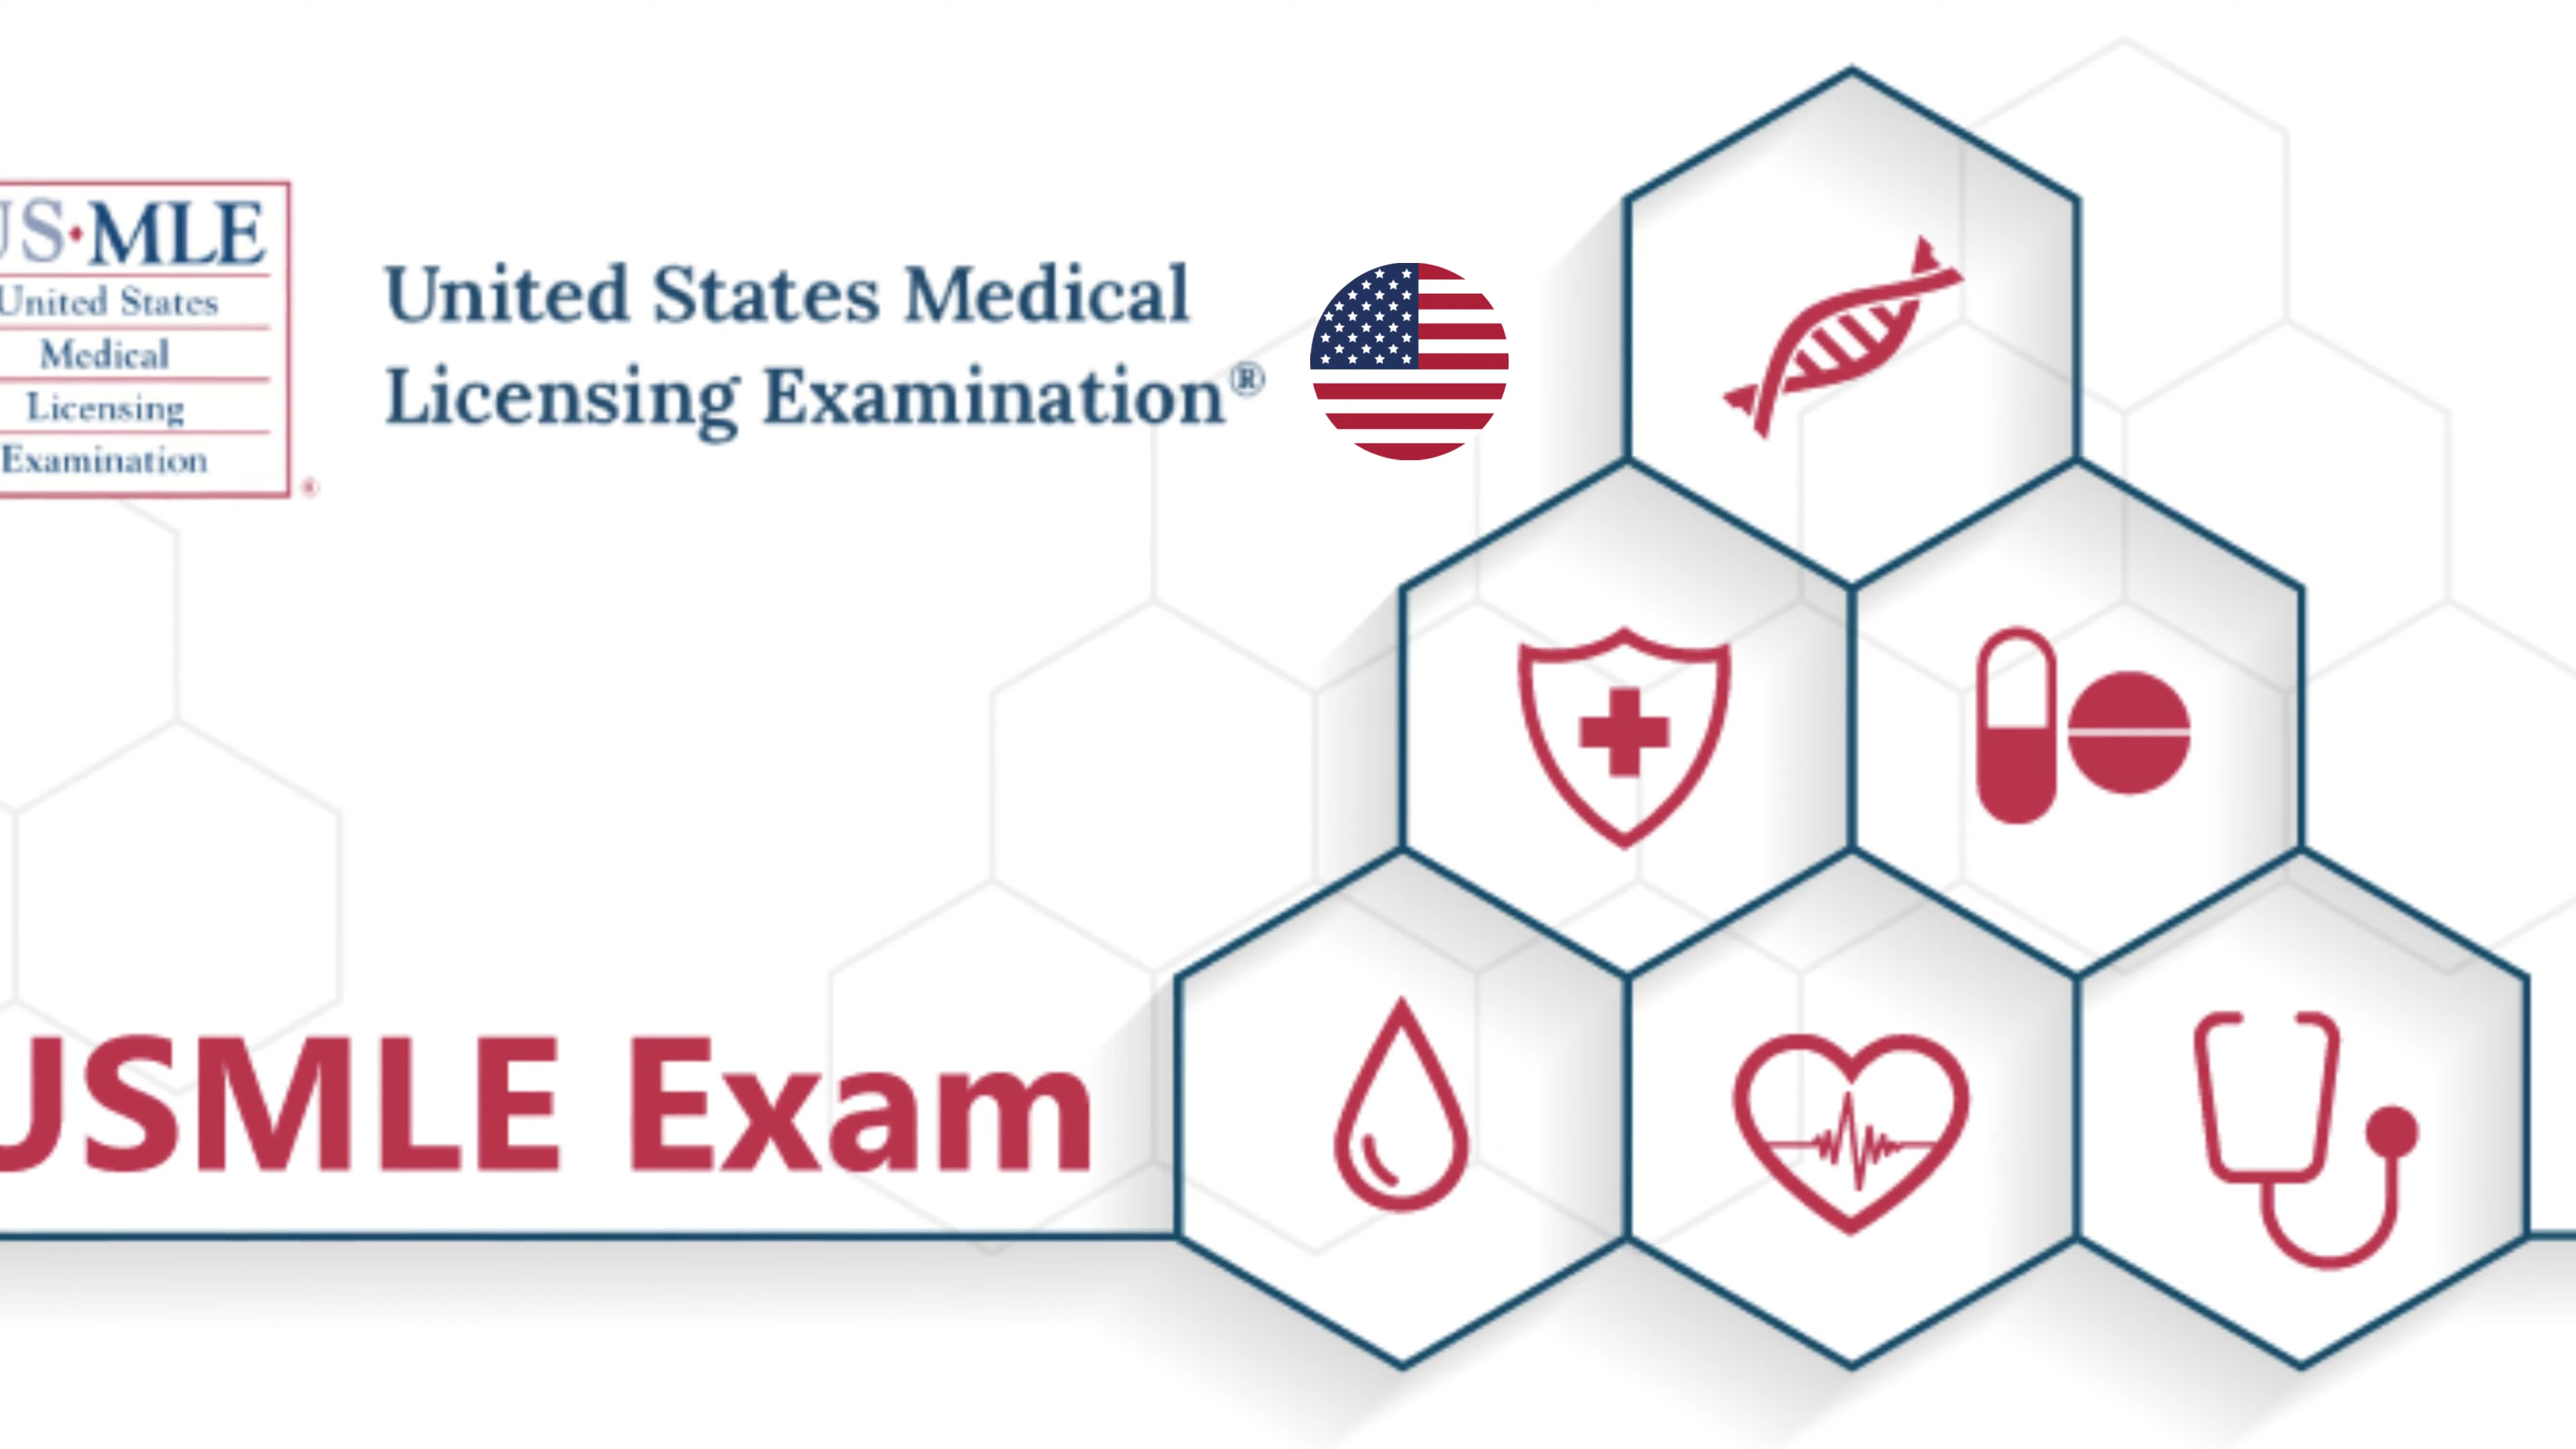 US·MLE
United States
Medical
Licensing
Examination
®
United States Medical
Licensing Examination®
USMLE Exam